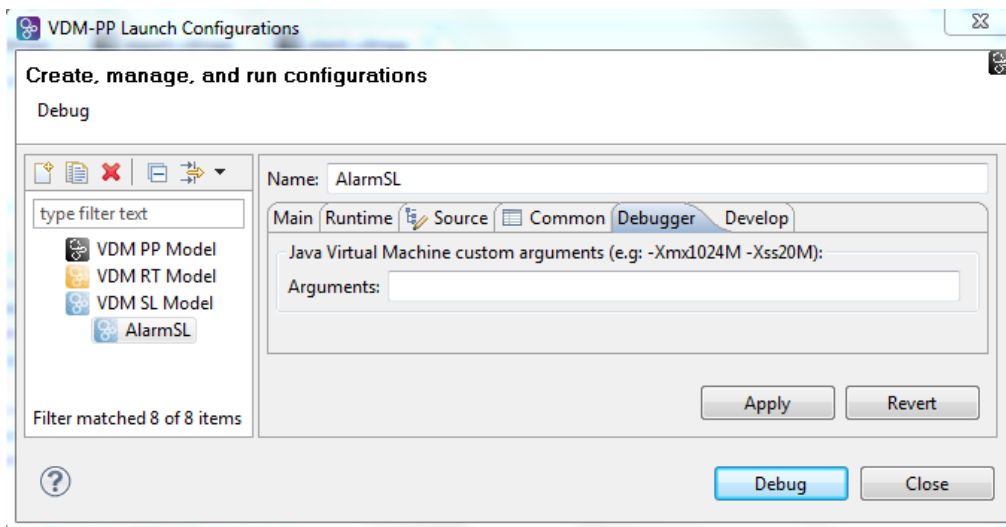 VDM-PP Launch Configurations
Create, manage, and run configurations
Debug
type filter text
VDM PP Model
VDM RT Model
VDM SL Model
AlarmSL
Filter matched 8 of 8 items
Name: AlarmSL
Main Runtime Source Common Debugger Develop
Java Virtual Machine custom arguments (e.g: -Xmx1024M -Xss20M):
Arguments:
Apply Revert
? Debug Close